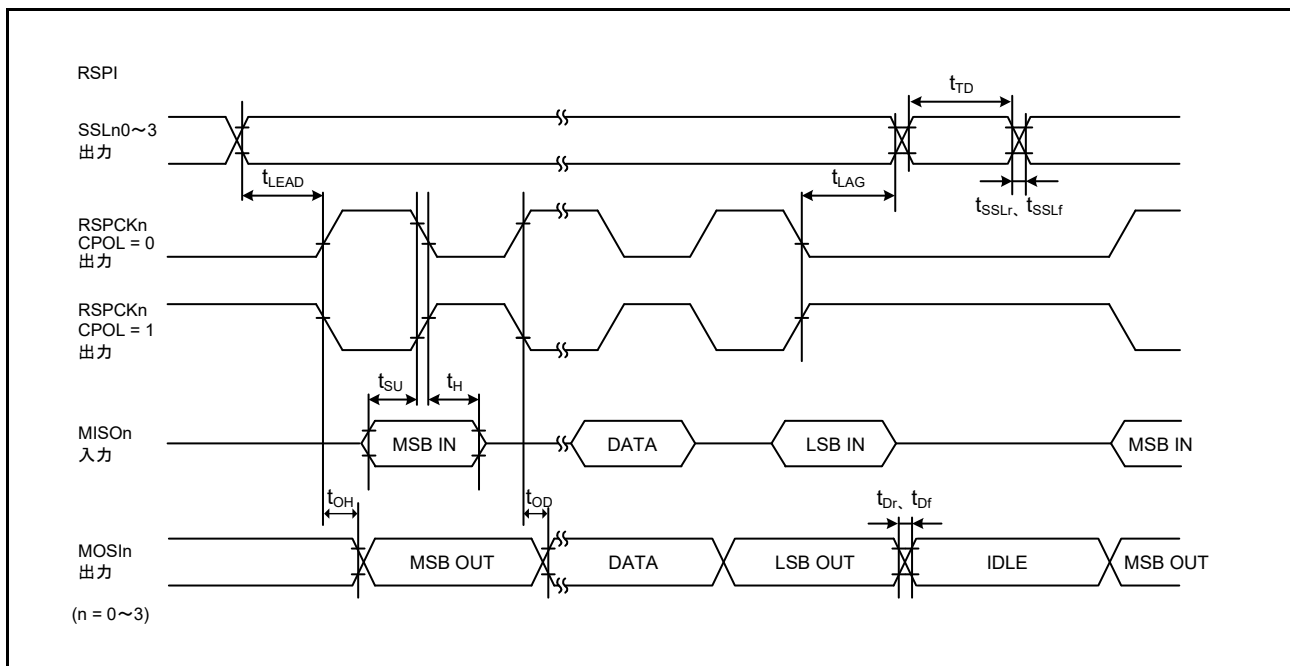 RSPI
tTD
SSLn0～3
出力
tLEAD
tLAG
tSSLr、tSSLf
RSPCKn
CPOL = 0
出力
RSPCKn
CPOL = 1
出力
tSU
tH
MISOn
入力
MSB IN
DATA
LSB IN
MSB IN
tOH
tOD
tDr、tDf
MOSIn
出力
MSB OUT
DATA
LSB OUT
IDLE
MSB OUT
(n = 0～3)